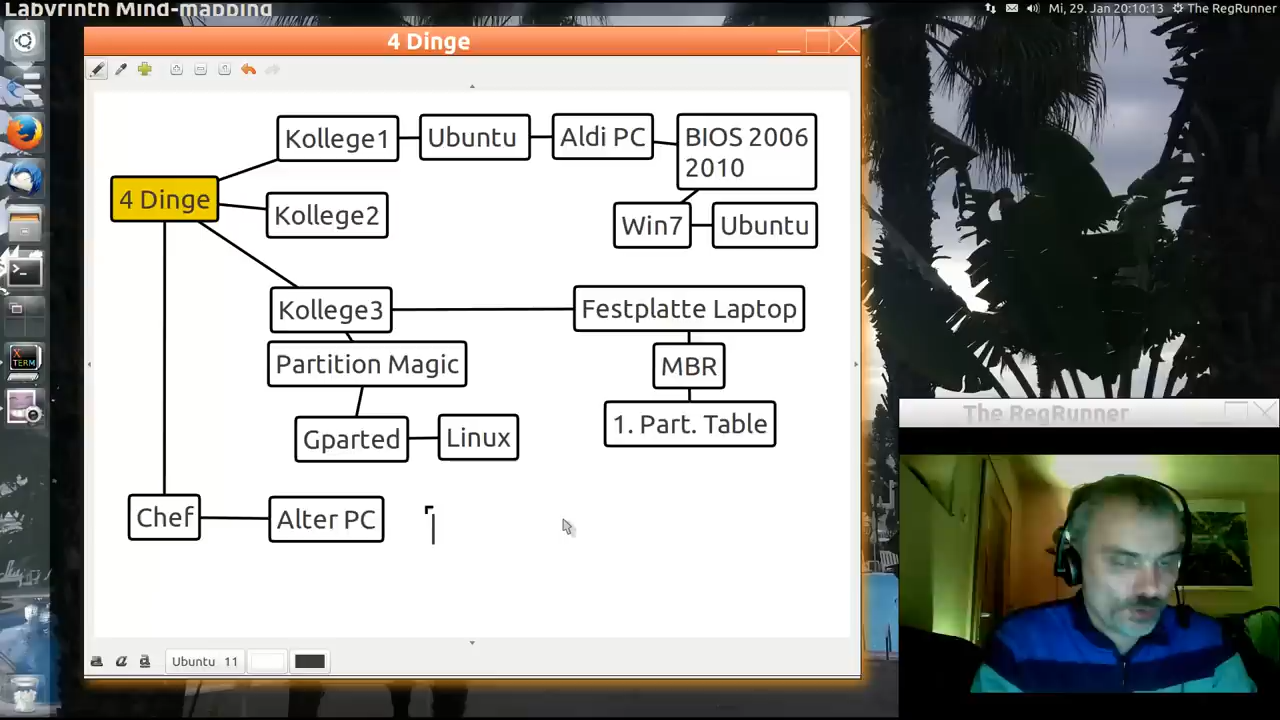 Labyrinth Mind-mapping
Mi, 29. Jan 20:10:13 The RegRunner
4 Dinge
Kollege1
Ubuntu
Aldi PC
BIOS 2006
2010
4 Dinge
Kollege2
Win7
Ubuntu
Kollege3
Festplatte Laptop
Partition Magic
MBR
Gparted
Linux
1. Part. Table
Chef
Alter PC
The RegRunner
X
TERM
a a a Ubuntu 11